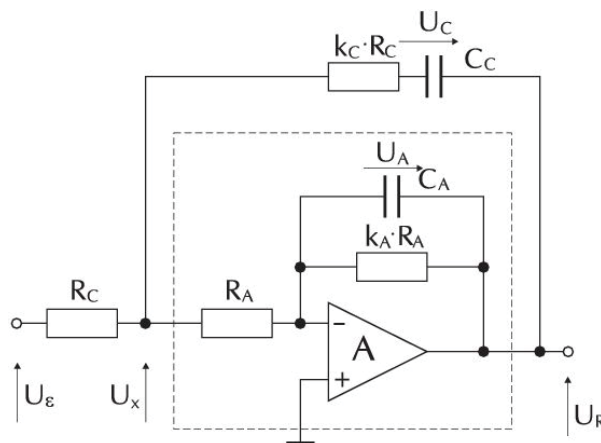 U_C
k_C·R_C
C_C
U_A
C_A
k_A·R_A
R_C
R_A
−
A
+
U_ε
U_x
U_R